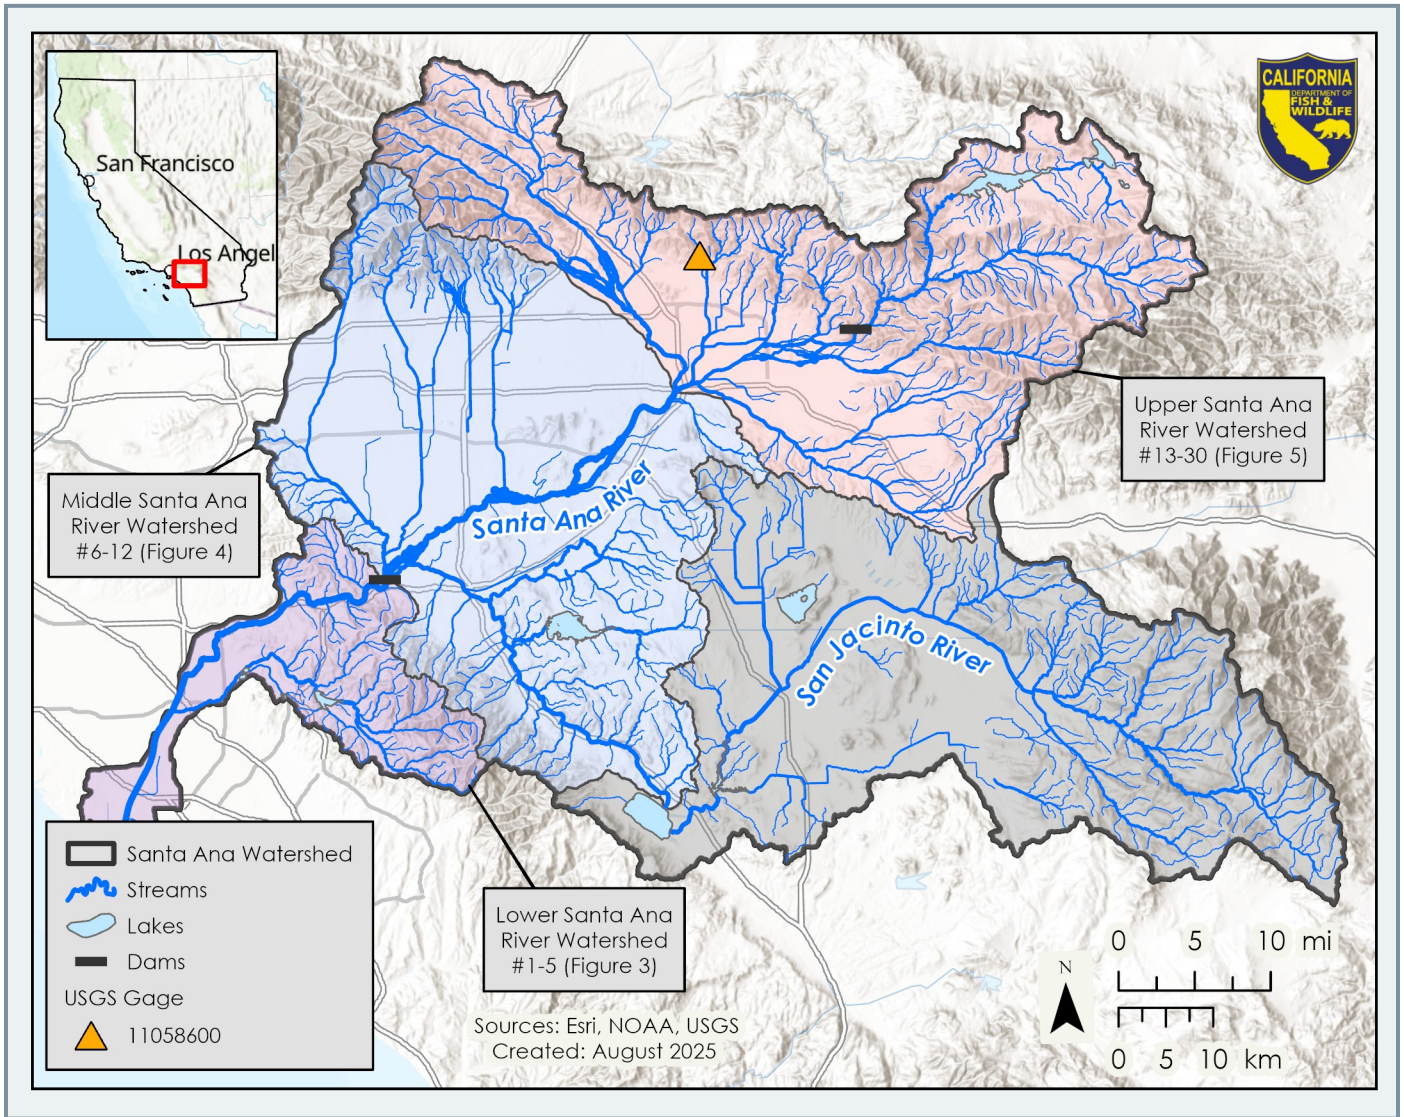 San Francisco
Los Angel
CALIFORNIA
DEPARTMENT OF
FISH &
WILDLIFE
Upper Santa Ana
River Watershed
#13-30 (Figure 5)
Middle Santa Ana
River Watershed
#6-12 (Figure 4)
Santa Ana River
San Jacinto River
Santa Ana Watershed
Streams
Lakes
Dams
USGS Gage
11058600
Lower Santa Ana
River Watershed
#1-5 (Figure 3)
Sources: Esri, NOAA, USGS
Created: August 2025
N
0 5 10 mi
0 5 10 km